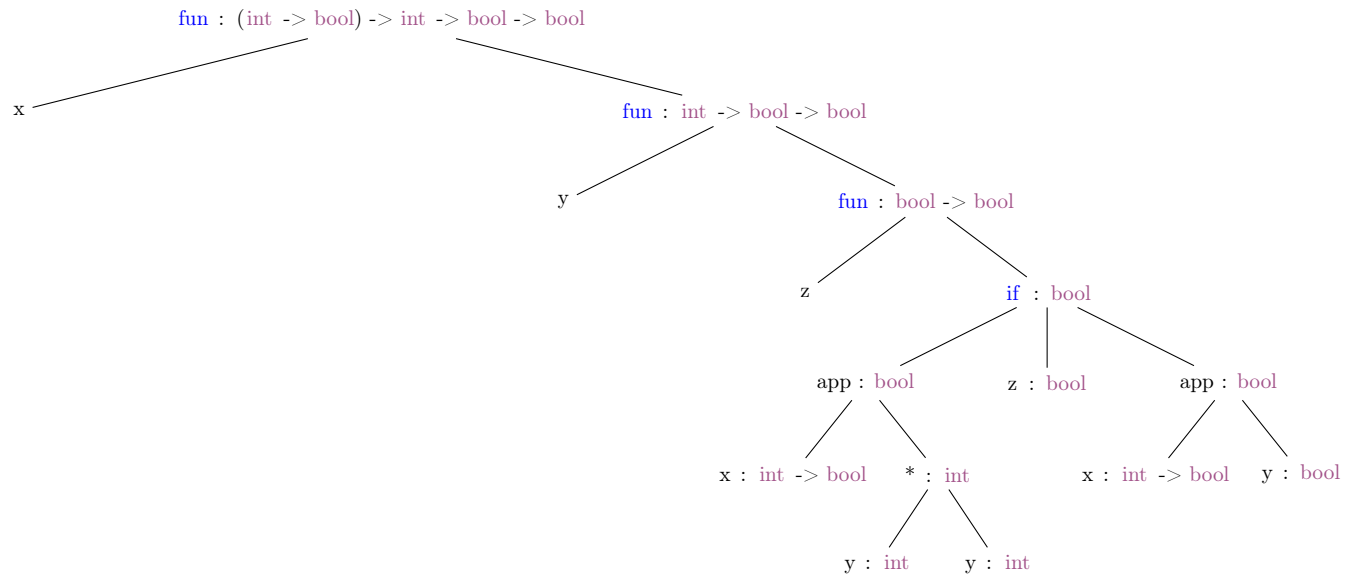 fun : (int -> bool) -> int -> bool -> bool
x
fun : int -> bool -> bool
y
fun : bool -> bool
z
if : bool
app : bool
z : bool
app : bool
x : int -> bool
* : int
x : int -> bool
y : bool
y : int
y : int